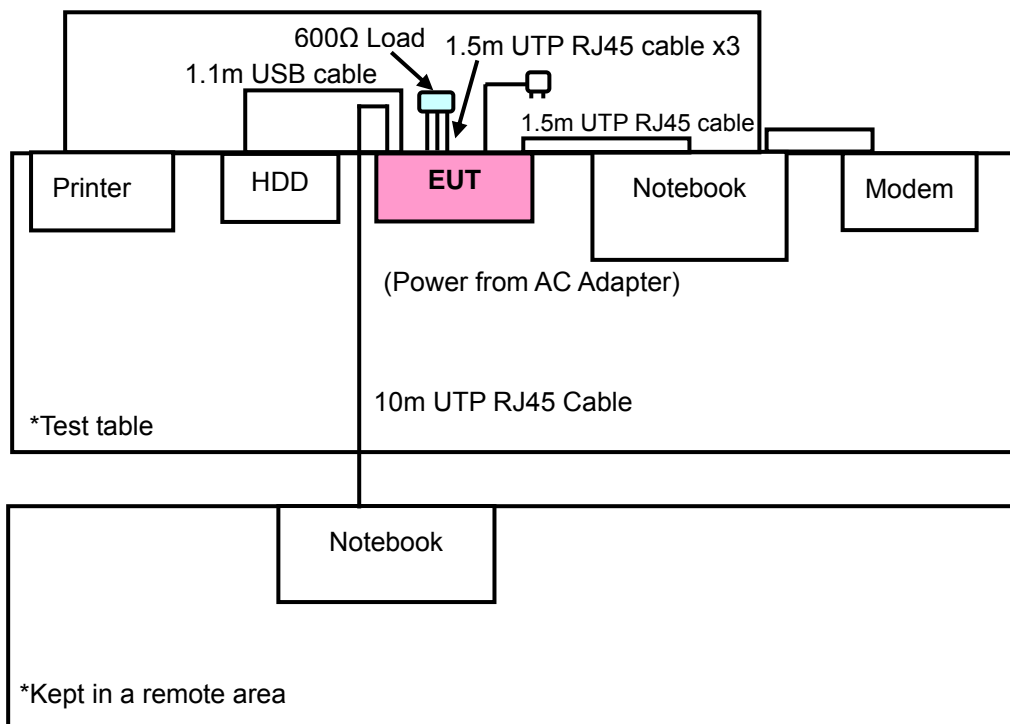 600Ω Load
1.5m UTP RJ45 cable x3
1.1m USB cable
1.5m UTP RJ45 cable
Printer
HDD
EUT
Notebook
Modem
(Power from AC Adapter)
10m UTP RJ45 Cable
*Test table
Notebook
*Kept in a remote area